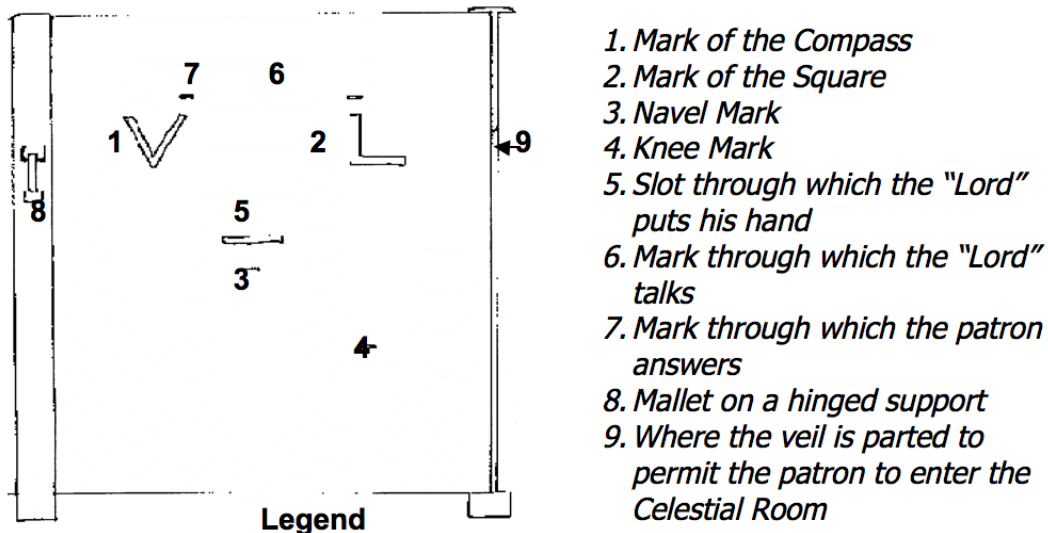 7 6
1 2 9
8
5
3
4
Legend
1. Mark of the Compass
2. Mark of the Square
3. Navel Mark
4. Knee Mark
5. Slot through which the “Lord”
puts his hand
6. Mark through which the “Lord”
talks
7. Mark through which the patron
answers
8. Mallet on a hinged support
9. Where the veil is parted to
permit the patron to enter the
Celestial Room